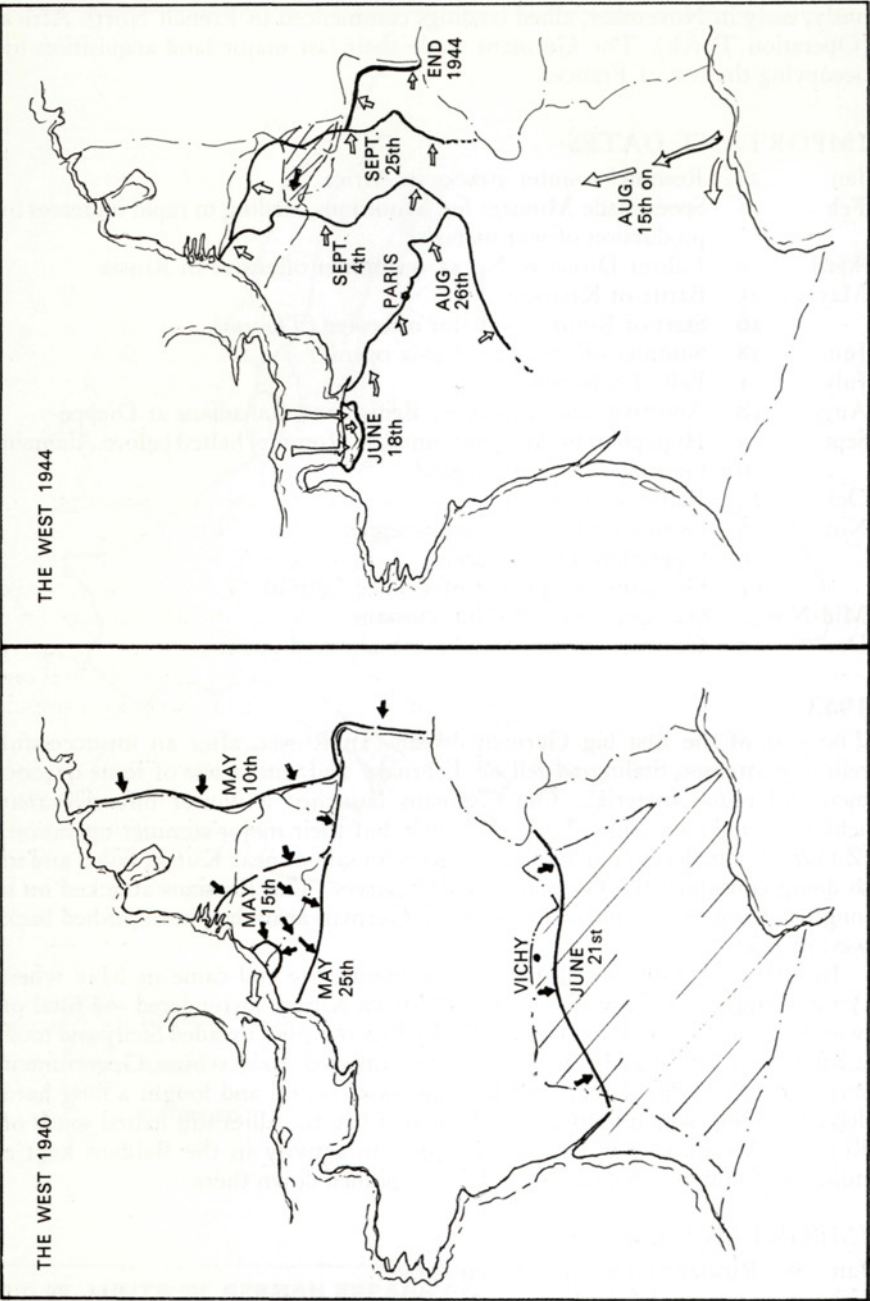 THE WEST 1940
MAY
10th
MAY
15th
MAY
25th
VICHY
JUNE
21st
THE WEST 1944
SEPT.
4th
SEPT.
25th
JUNE
18th
PARIS
END
1944
AUG
26th
AUG.
15th on